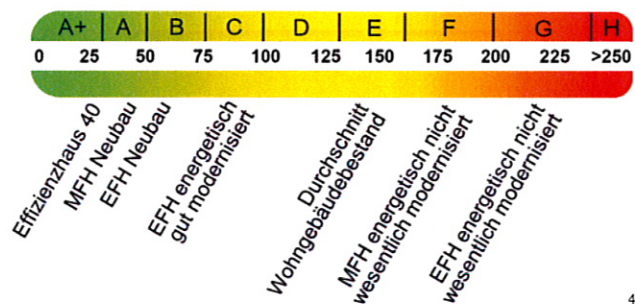 A+ A B C D E F G H
0 25 50 75 100 125 150 175 200 225 >250
Effizienzhaus 40
MFH Neubau
EFH Neubau
EFH energetisch
gut modernisiert
Durchschnitt
Wohngebäudebestand
MFH energetisch nicht
wesentlich modernisiert
EFH energetisch nicht
wesentlich modernisiert
4